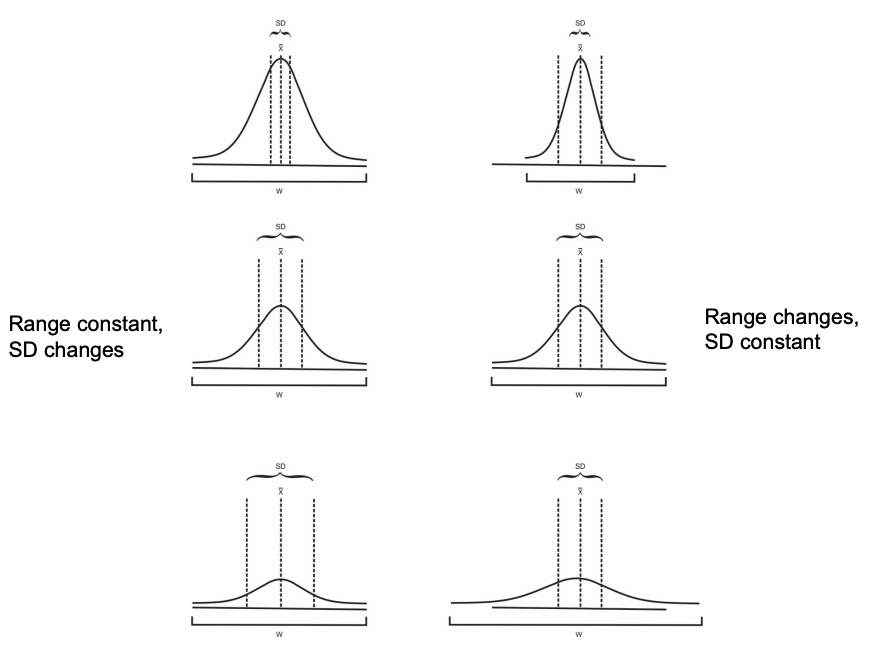 SD
x̄
W
SD
x̄
W
SD
x̄
W
SD
x̄
W
Range constant,
SD changes
Range changes,
SD constant
SD
x̄
W
SD
x̄
W